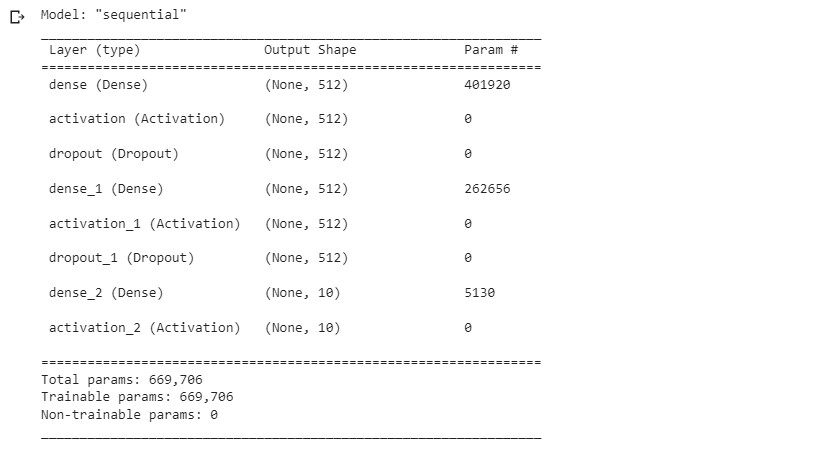 Model: "sequential"
_________________________________________________________________
Layer (type) Output Shape Param #
=================================================================
dense (Dense) (None, 512) 401920
activation (Activation) (None, 512) 0
dropout (Dropout) (None, 512) 0
dense_1 (Dense) (None, 512) 262656
activation_1 (Activation) (None, 512) 0
dropout_1 (Dropout) (None, 512) 0
dense_2 (Dense) (None, 10) 5130
activation_2 (Activation) (None, 10) 0
=================================================================
Total params: 669,706
Trainable params: 669,706
Non-trainable params: 0
_________________________________________________________________